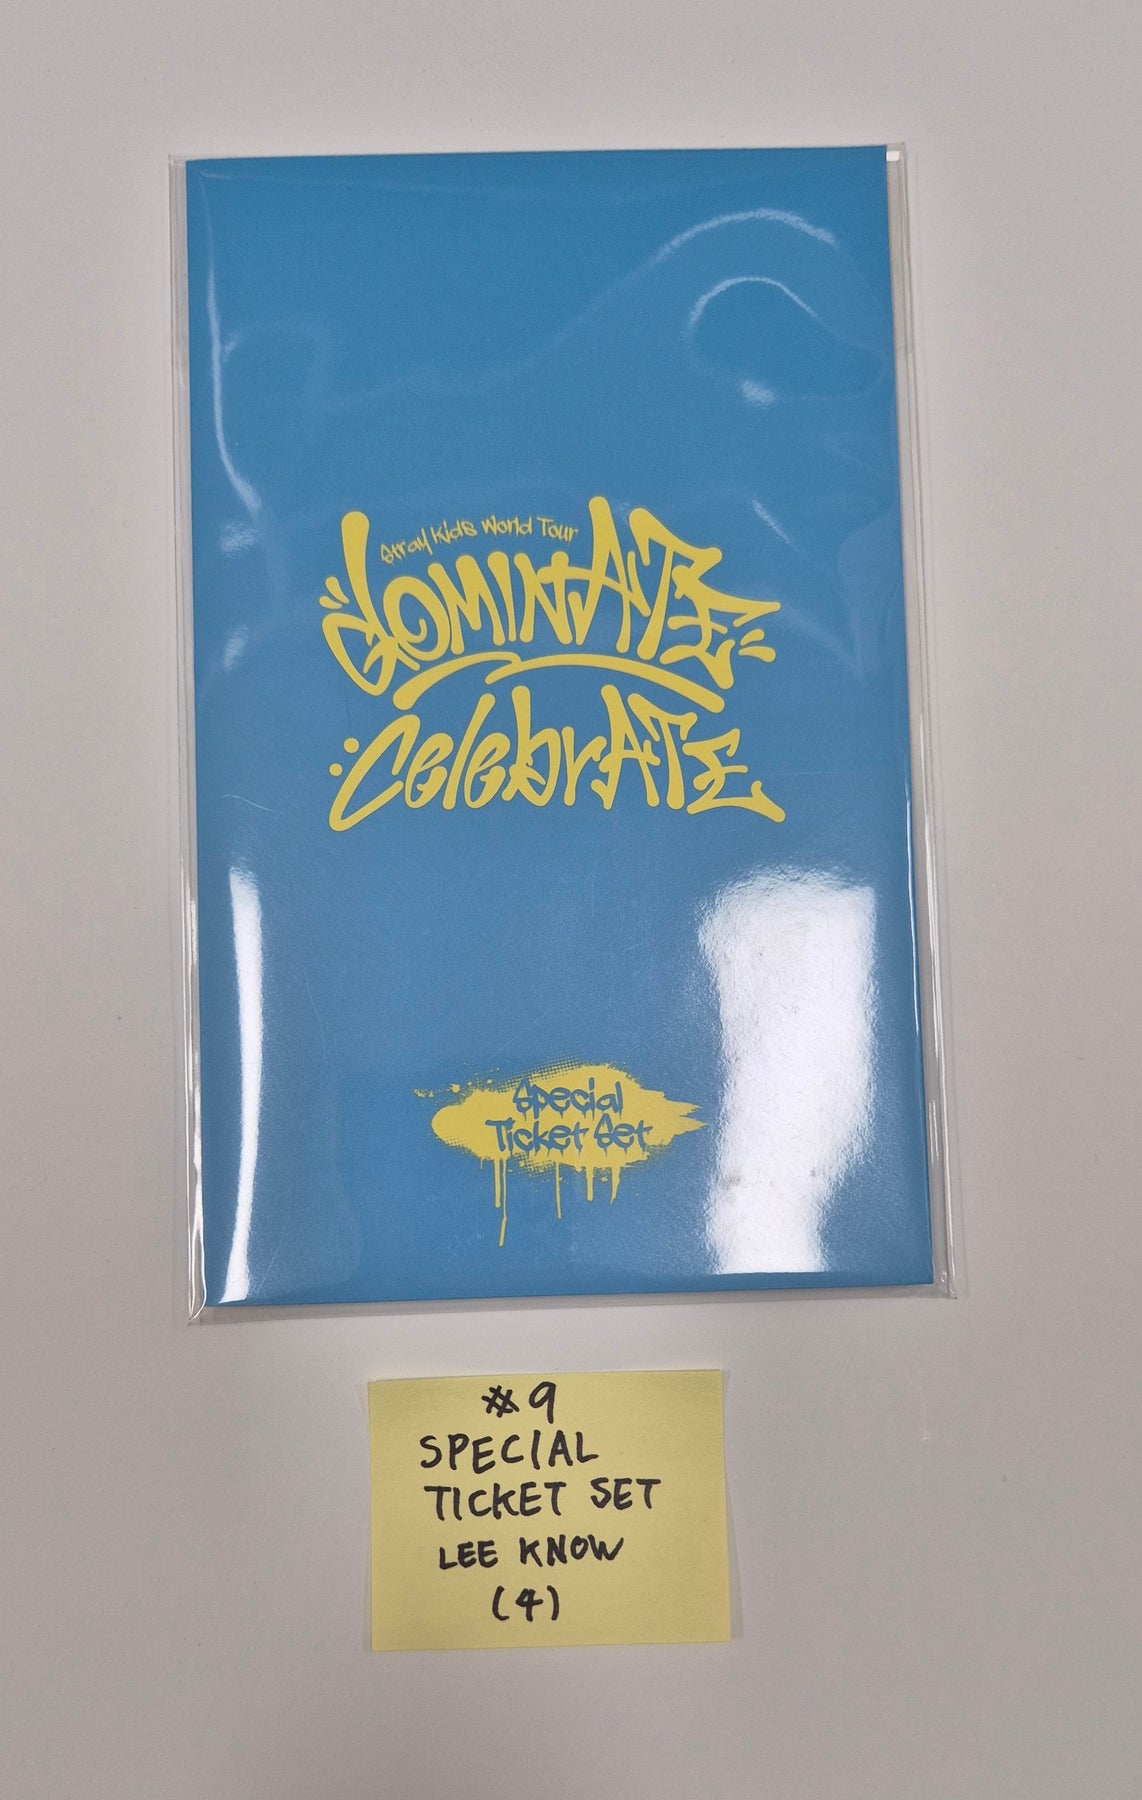 Stray Kids World Tour
dOMINATE
CelebrATE
Special
Ticket Set
#9
SPECIAL
TICKET SET
LEE KNOW
(4)